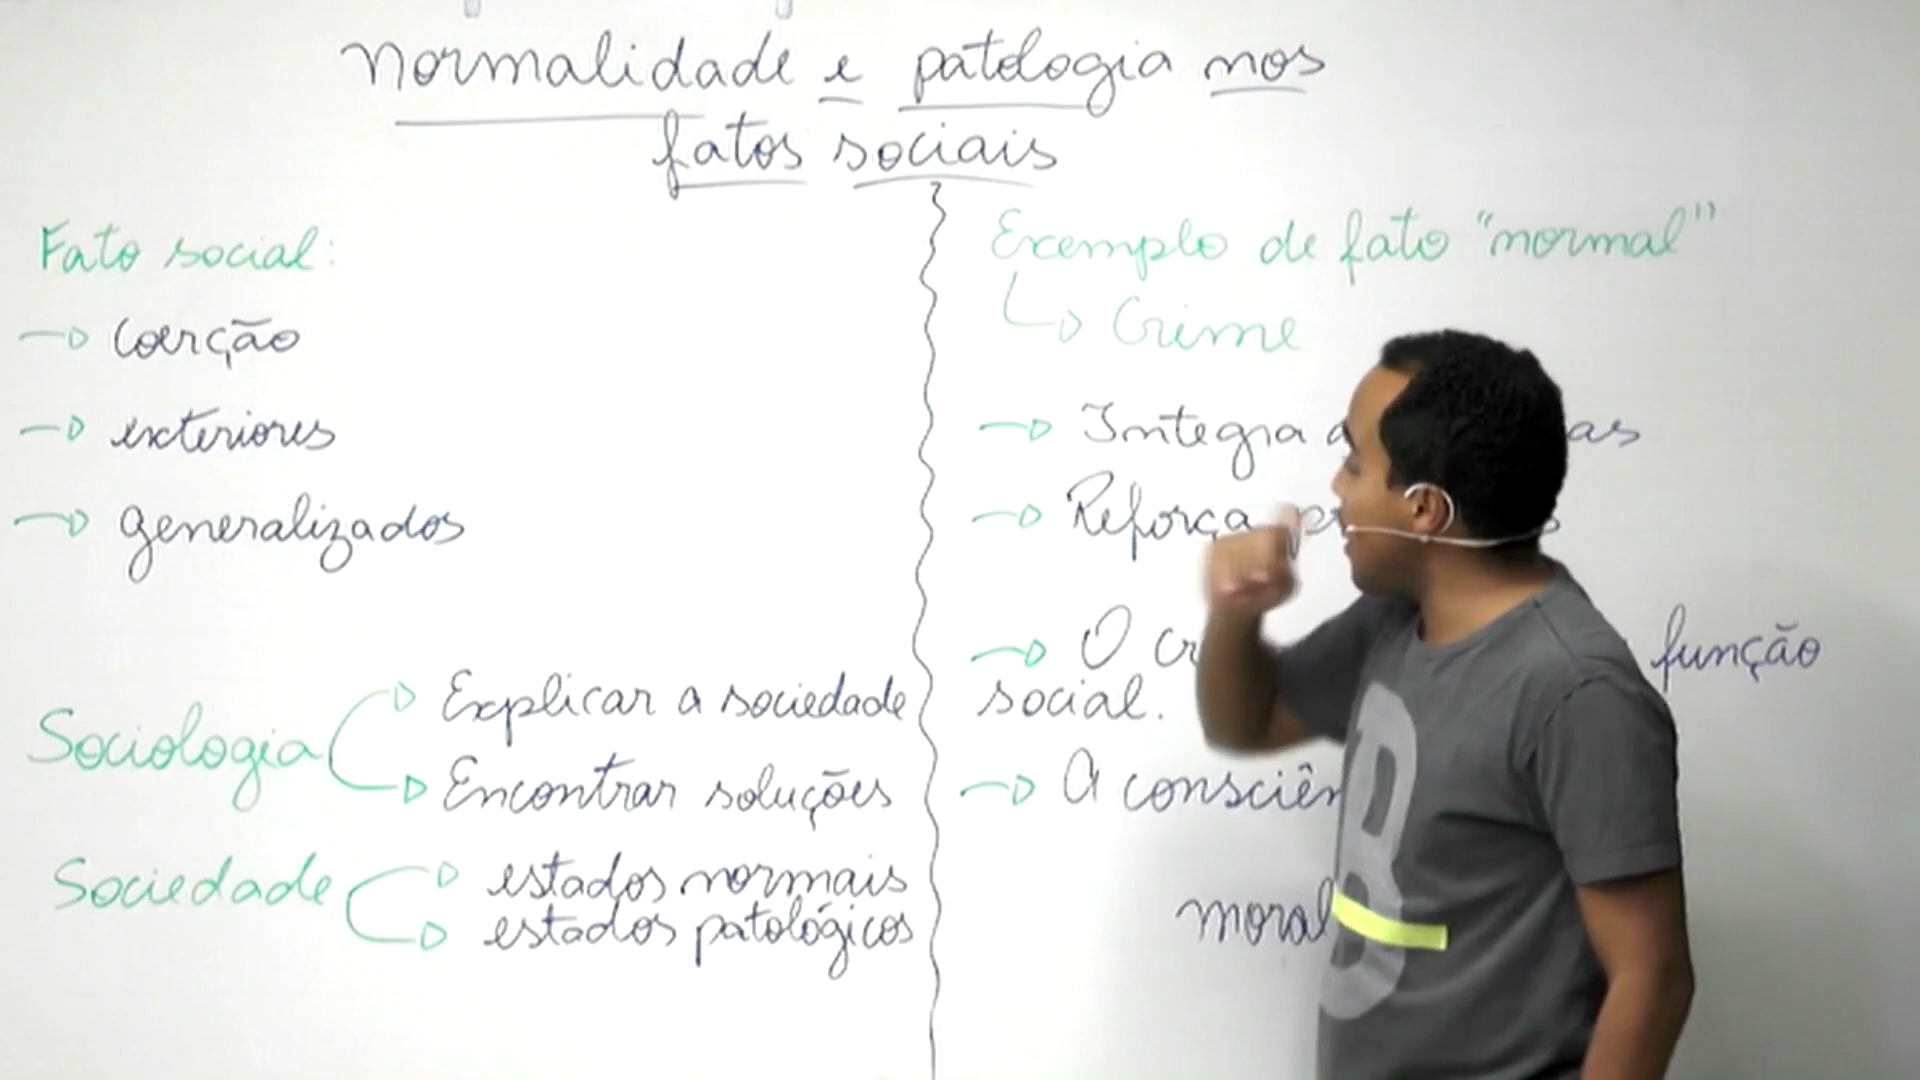 Normalidade e patologia nos
fatos sociais
Fato social:
coerção
exteriores
generalizados
Sociologia
Explicar a sociedade
Encontrar soluções
Sociedade
estados normais
estados patológicos
Exemplo de fato "normal"
Crime
Integra
Reforça
O função
social.
A
moral
B